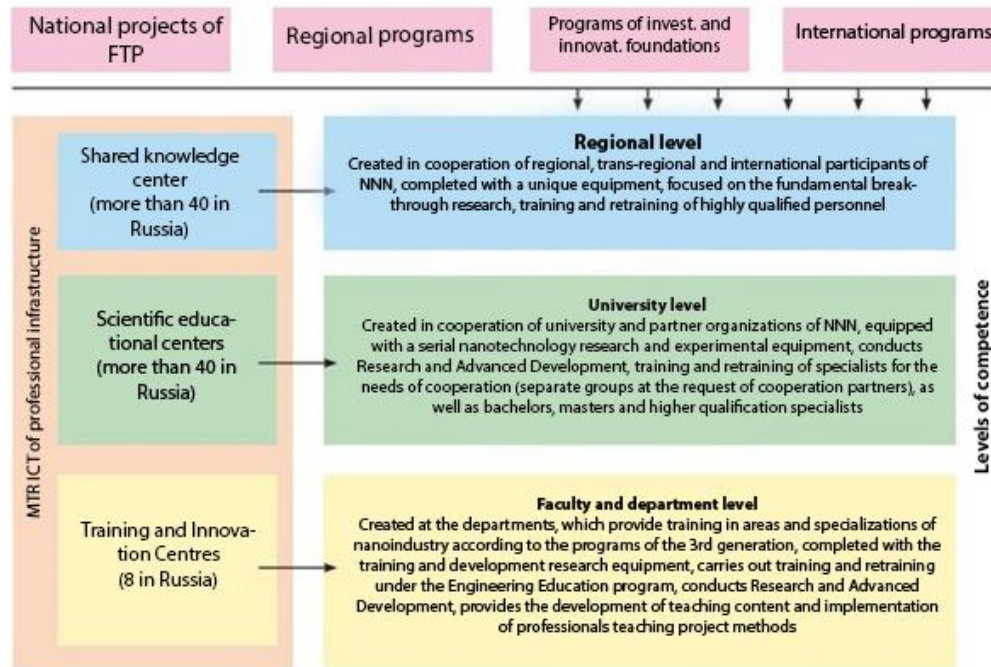 National projects of
FTP
Regional programs
Programs of invest. and
innovat. foundations
International programs
MTR ICT of professional infrastructure
Shared knowledge
center
(more than 40 in
Russia)
Regional level
Created in cooperation of regional, trans-regional and international participants of
NNN, completed with a unique equipment, focused on the fundamental break-
through research, training and retraining of highly qualified personnel
Scientific educa-
tional centers
(more than 40 in
Russia)
University level
Created in cooperation of university and partner organizations of NNN, equipped
with a serial nanotechnology research and experimental equipment, conducts
Research and Advanced Development, training and retraining of specialists for the
needs of cooperation (separate groups at the request of cooperation partners), as
well as bachelors, masters and higher qualification specialists
Training and Innova-
tion Centres
(8 in Russia)
Faculty and department level
Created at the departments, which provide training in areas and specializations of
nanoindustry according to the programs of the 3rd generation, completed with the
training and development research equipment, carries out training and retraining
under the Engineering Education program, conducts Research and Advanced
Development, provides the development of teaching content and implementation
of professionals teaching project methods
Levels of competence